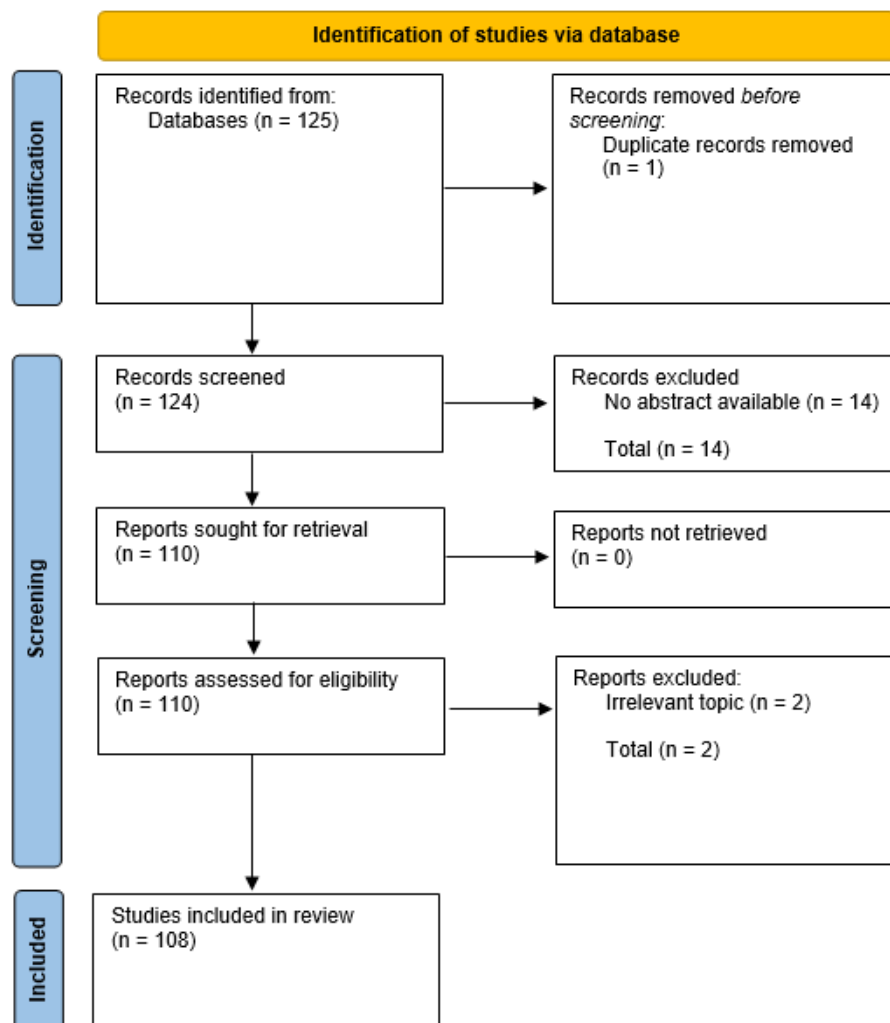 Identification of studies via database
Identification
Records identified from:
Databases (n = 125)
Records removed before
screening:
Duplicate records removed
(n = 1)
Screening
Records screened
(n = 124)
Records excluded
No abstract available (n = 14)
Total (n = 14)
Reports sought for retrieval
(n = 110)
Reports not retrieved
(n = 0)
Reports assessed for eligibility
(n = 110)
Reports excluded:
Irrelevant topic (n = 2)
Total (n = 2)
Included
Studies included in review
(n = 108)